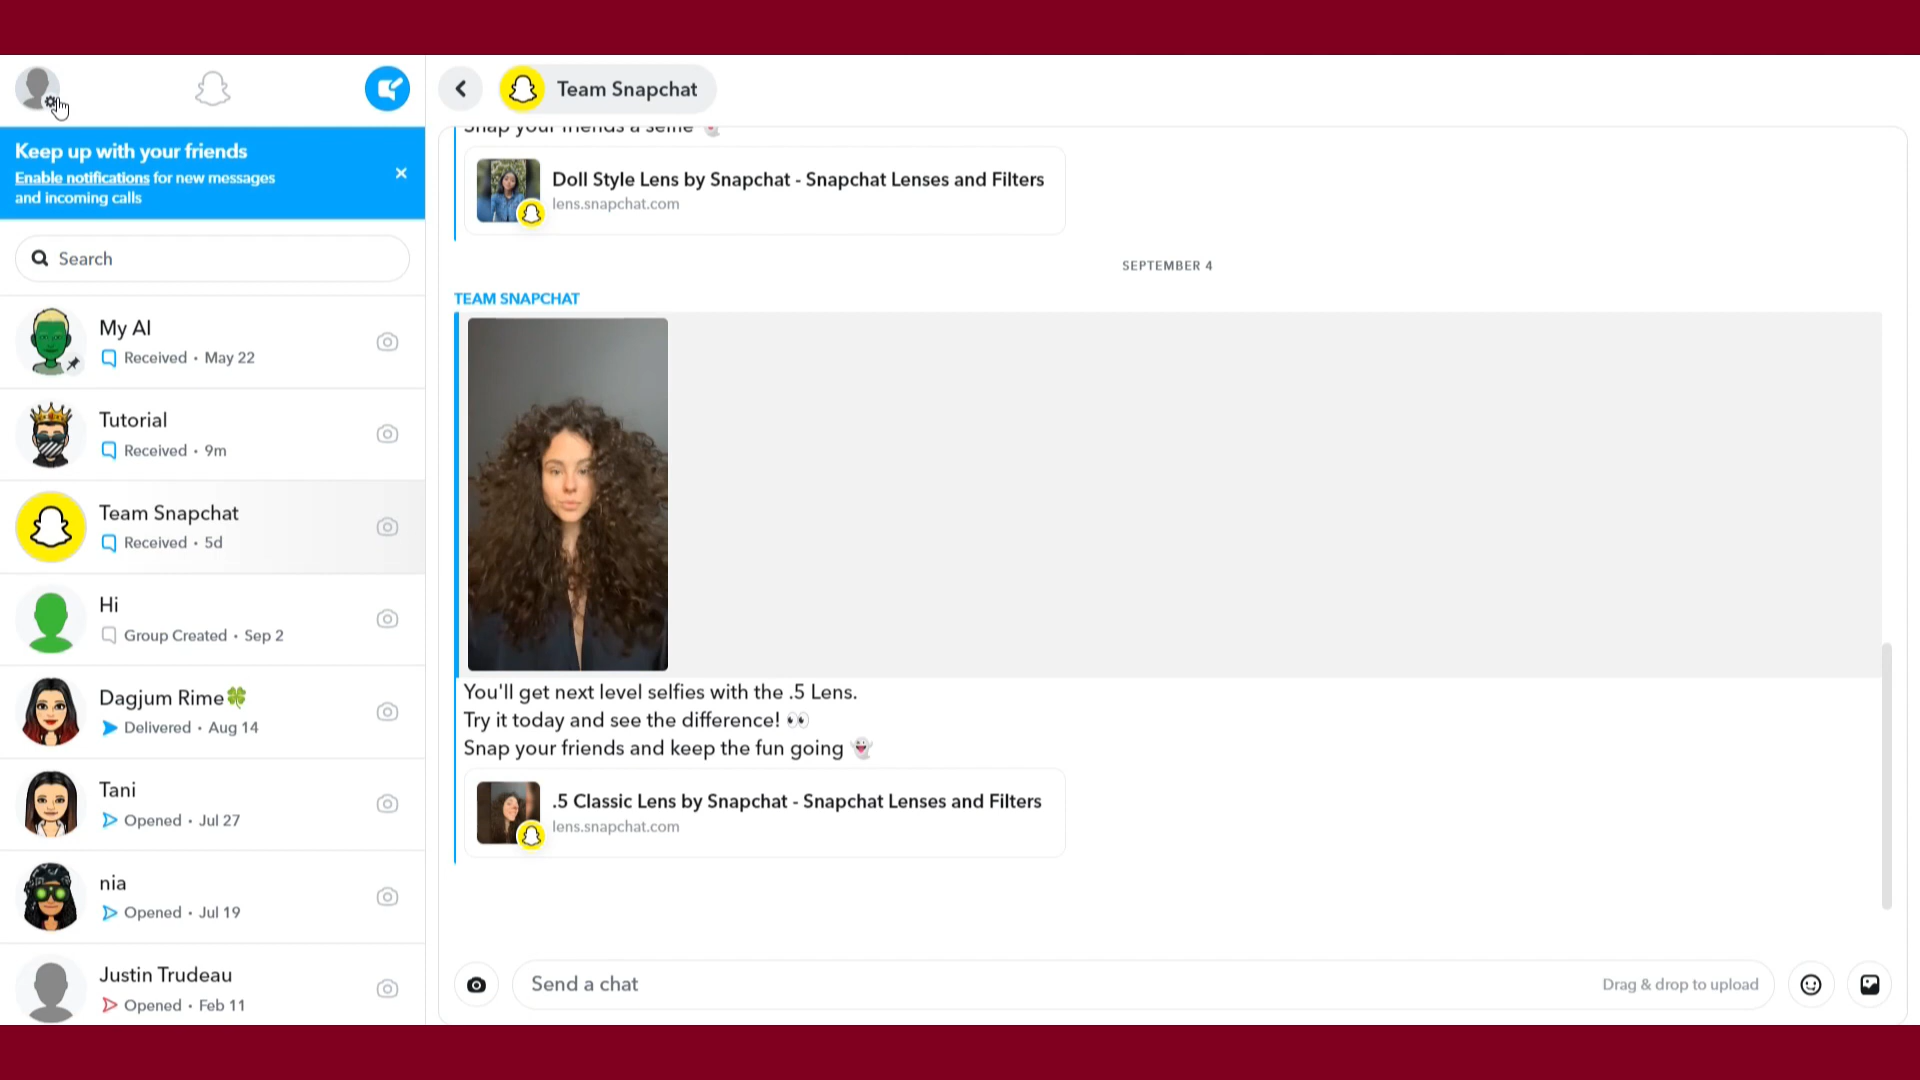 Keep up with your friends
Enable notifications for new messages
and incoming calls
Search
My AI
Received · May 22
Tutorial
Received · 9m
Team Snapchat
Received · 5d
Hi
Group Created · Sep 2
Dagjum Rime🍀
Delivered · Aug 14
Tani
Opened · Jul 27
nia
Opened · Jul 19
Justin Trudeau
Opened · Feb 11
Team Snapchat
Snap your friends a selfie 👻
Doll Style Lens by Snapchat - Snapchat Lenses and Filters
lens.snapchat.com
SEPTEMBER 4
TEAM SNAPCHAT
You'll get next level selfies with the .5 Lens.
Try it today and see the difference! 👀
Snap your friends and keep the fun going 👻
.5 Classic Lens by Snapchat - Snapchat Lenses and Filters
lens.snapchat.com
Send a chat
Drag & drop to upload